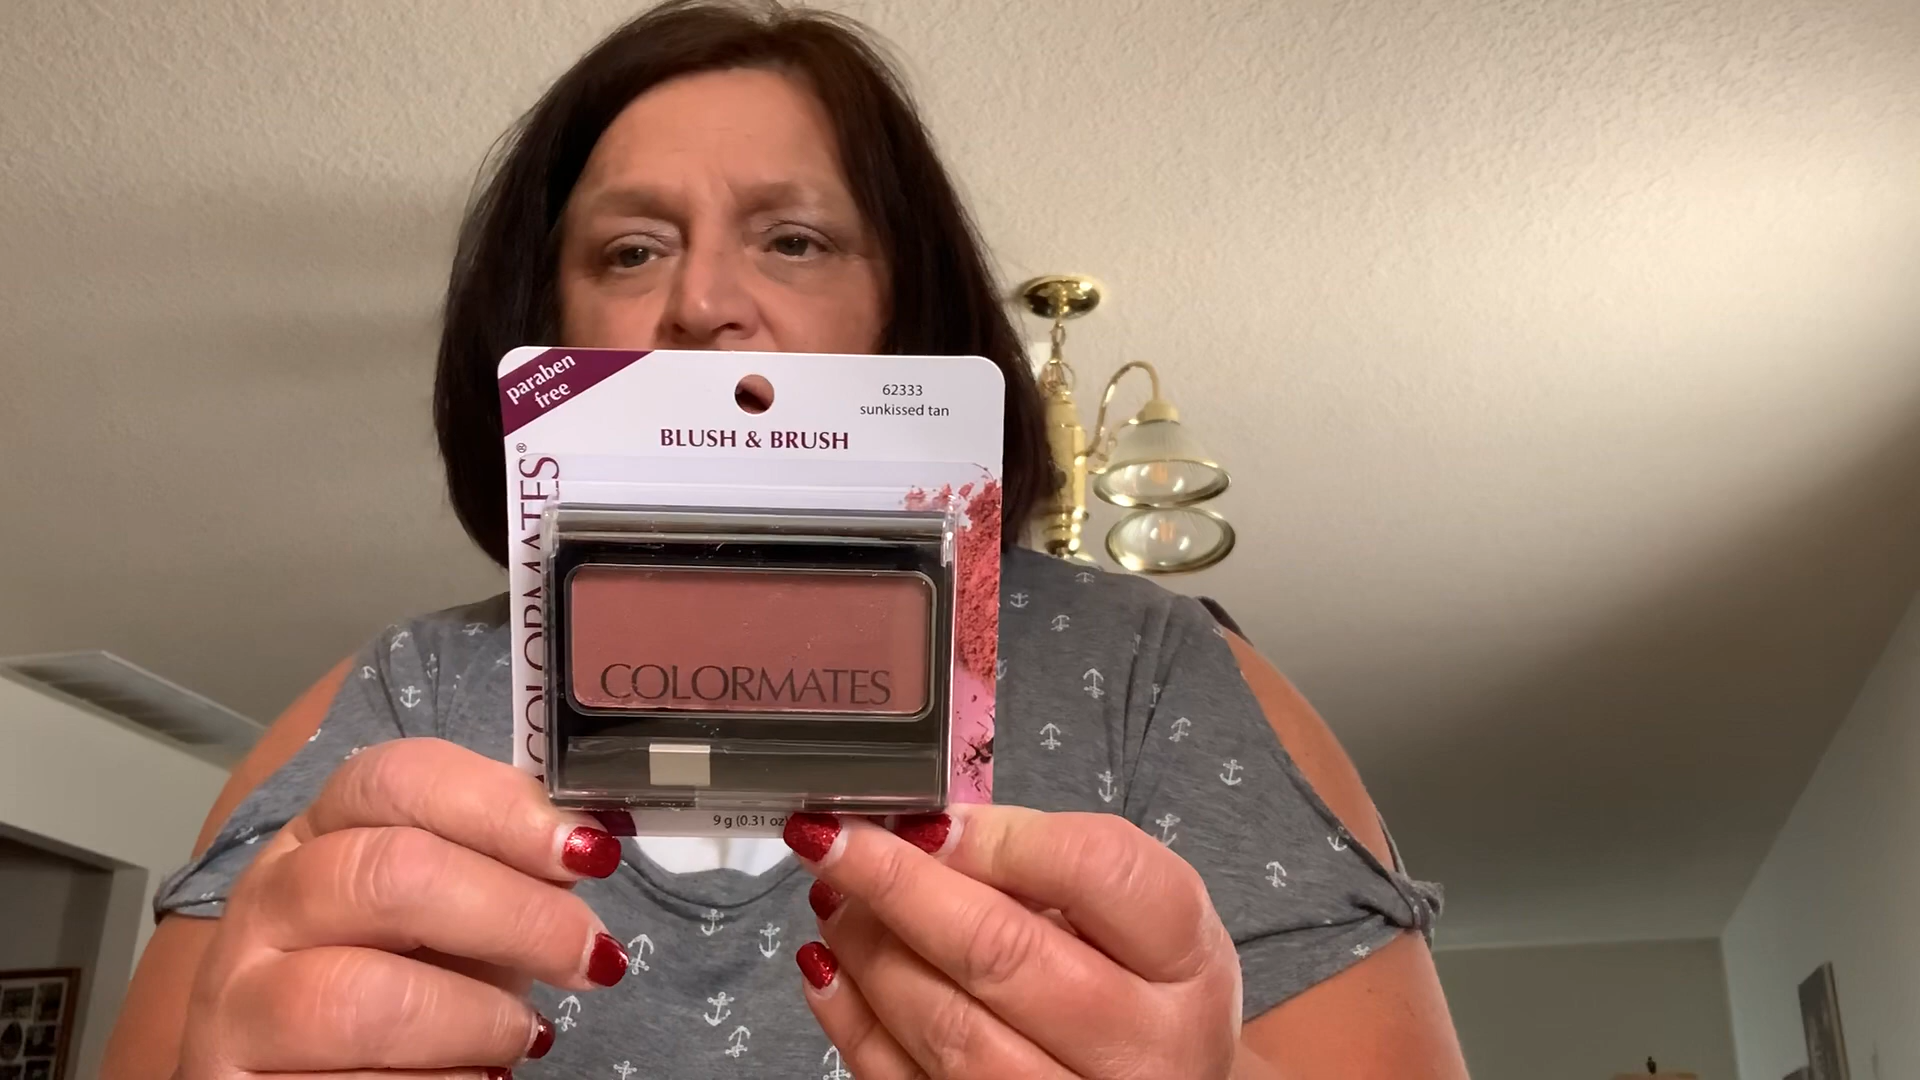 paraben
free
62333
sunkissed tan
BLUSH & BRUSH
COLORMATES®
COLORMATES
9 g (0.31 oz)